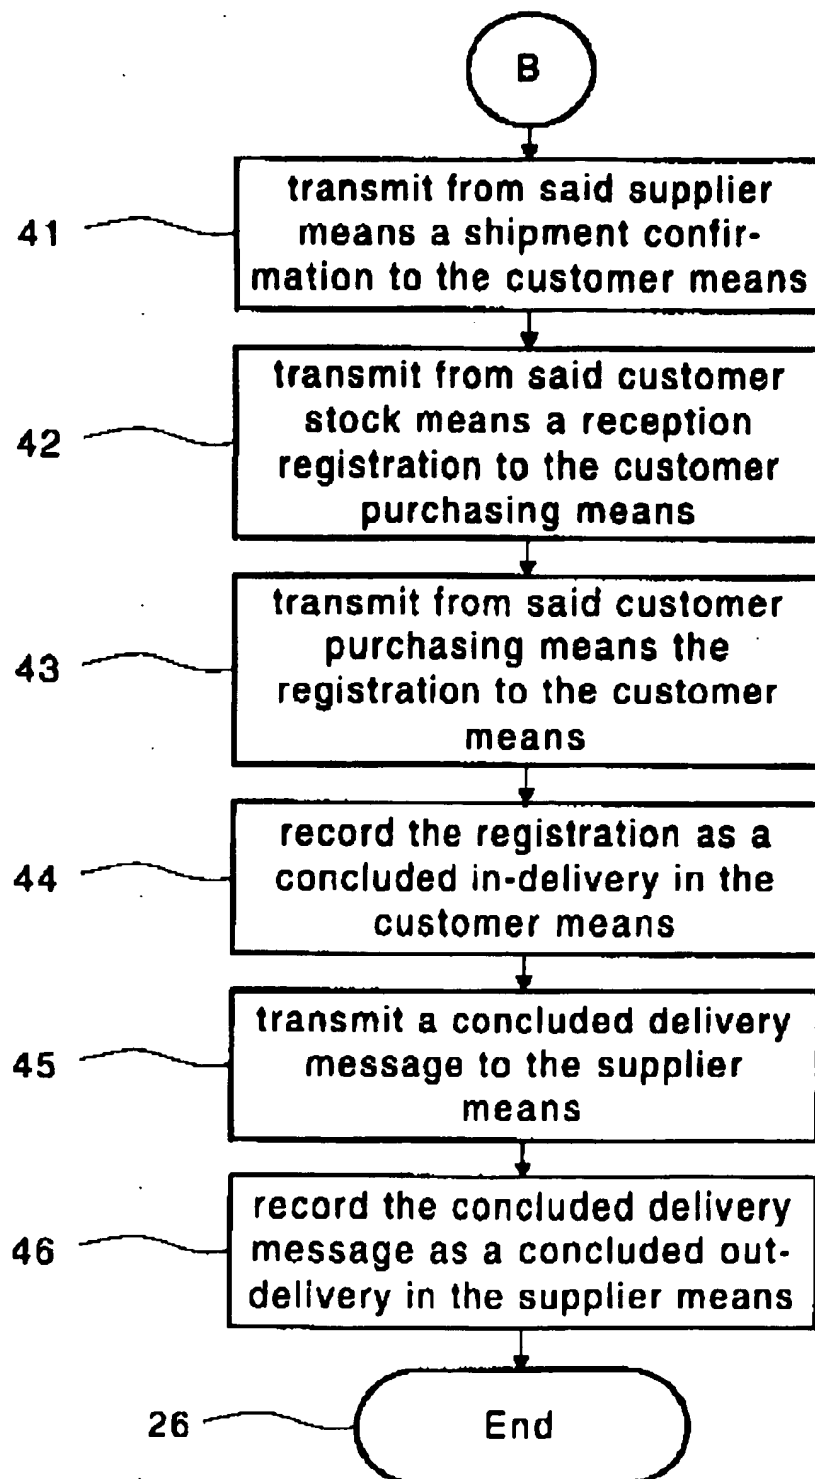 B
41
transmit from said supplier
means a shipment confir-
mation to the customer means
42
transmit from said customer
stock means a reception
registration to the customer
purchasing means
43
transmit from said customer
purchasing means the
registration to the customer
means
44
record the registration as a
concluded in-delivery in the
customer means
45
transmit a concluded delivery
message to the supplier
means
46
record the concluded delivery
message as a concluded out-
delivery in the supplier means
26
End